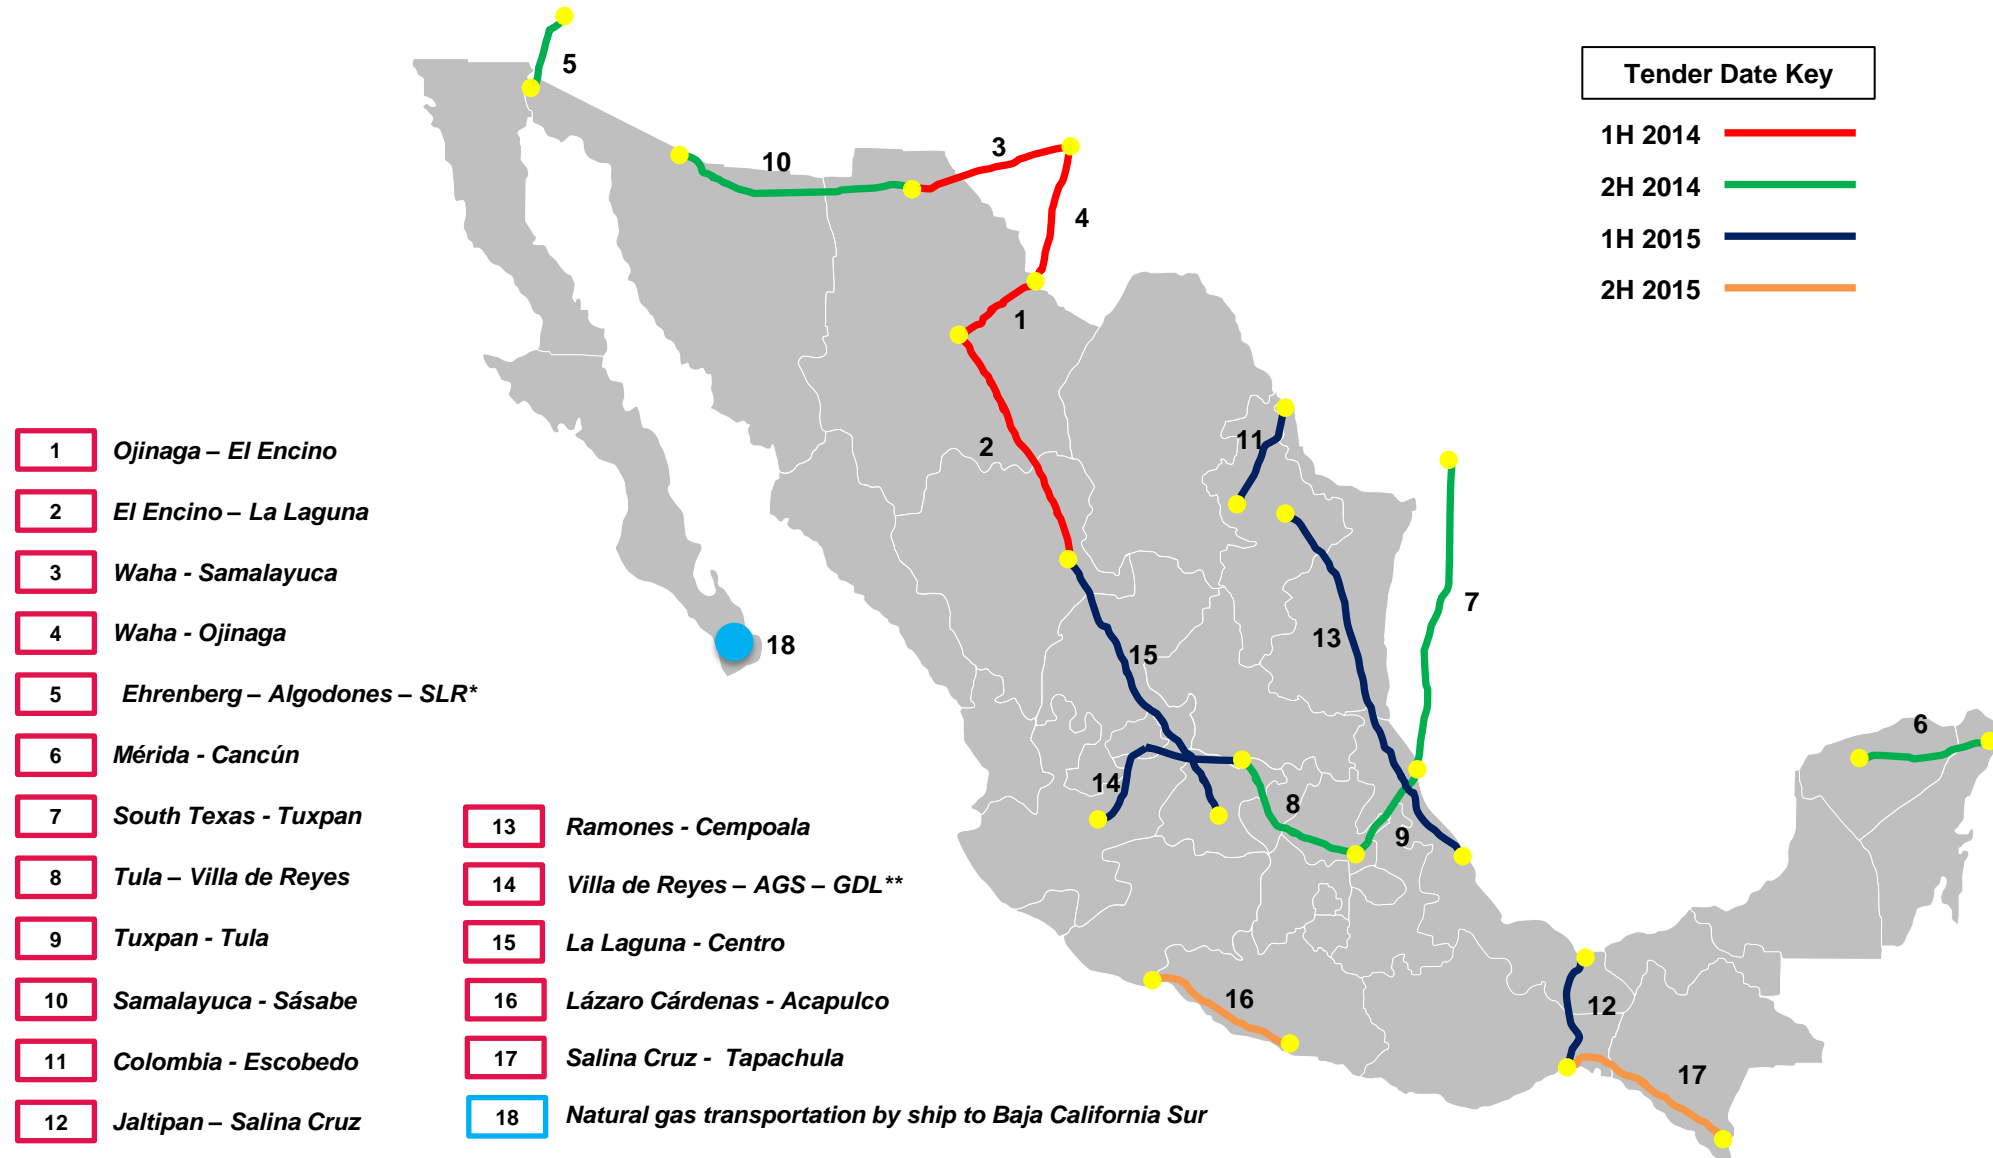 Tender Date Key
1H 2014
2H 2014
1H 2015
2H 2015
5
3
10
4
1
2
11
7
13
15
18
6
14
8
9
16
12
17
1 Ojinaga – El Encino
2 El Encino – La Laguna
3 Waha - Samalayuca
4 Waha - Ojinaga
5 Ehrenberg – Algodones – SLR*
6 Mérida - Cancún
7 South Texas - Tuxpan
8 Tula – Villa de Reyes
9 Tuxpan - Tula
10 Samalayuca - Sásabe
11 Colombia - Escobedo
12 Jaltipan – Salina Cruz
13 Ramones - Cempoala
14 Villa de Reyes – AGS – GDL**
15 La Laguna - Centro
16 Lázaro Cárdenas - Acapulco
17 Salina Cruz - Tapachula
18 Natural gas transportation by ship to Baja California Sur